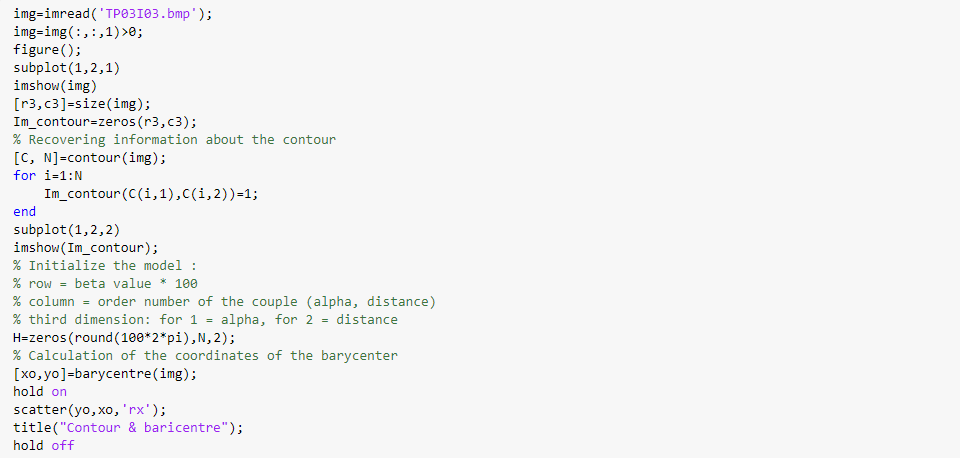 img=imread('TP03I03.bmp');
img=img(:,:,1)>0;
figure();
subplot(1,2,1)
imshow(img)
[r3,c3]=size(img);
Im_contour=zeros(r3,c3);
% Recovering information about the contour
[C, N]=contour(img);
for i=1:N
    Im_contour(C(i,1),C(i,2))=1;
end
subplot(1,2,2)
imshow(Im_contour);
% Initialize the model :
% row = beta value * 100
% column = order number of the couple (alpha, distance)
% third dimension: for 1 = alpha, for 2 = distance
H=zeros(round(100*2*pi),N,2);
% Calculation of the coordinates of the barycenter
[xo,yo]=barycentre(img);
hold on
scatter(yo,xo,'rx');
title("Contour & baricentre");
hold off